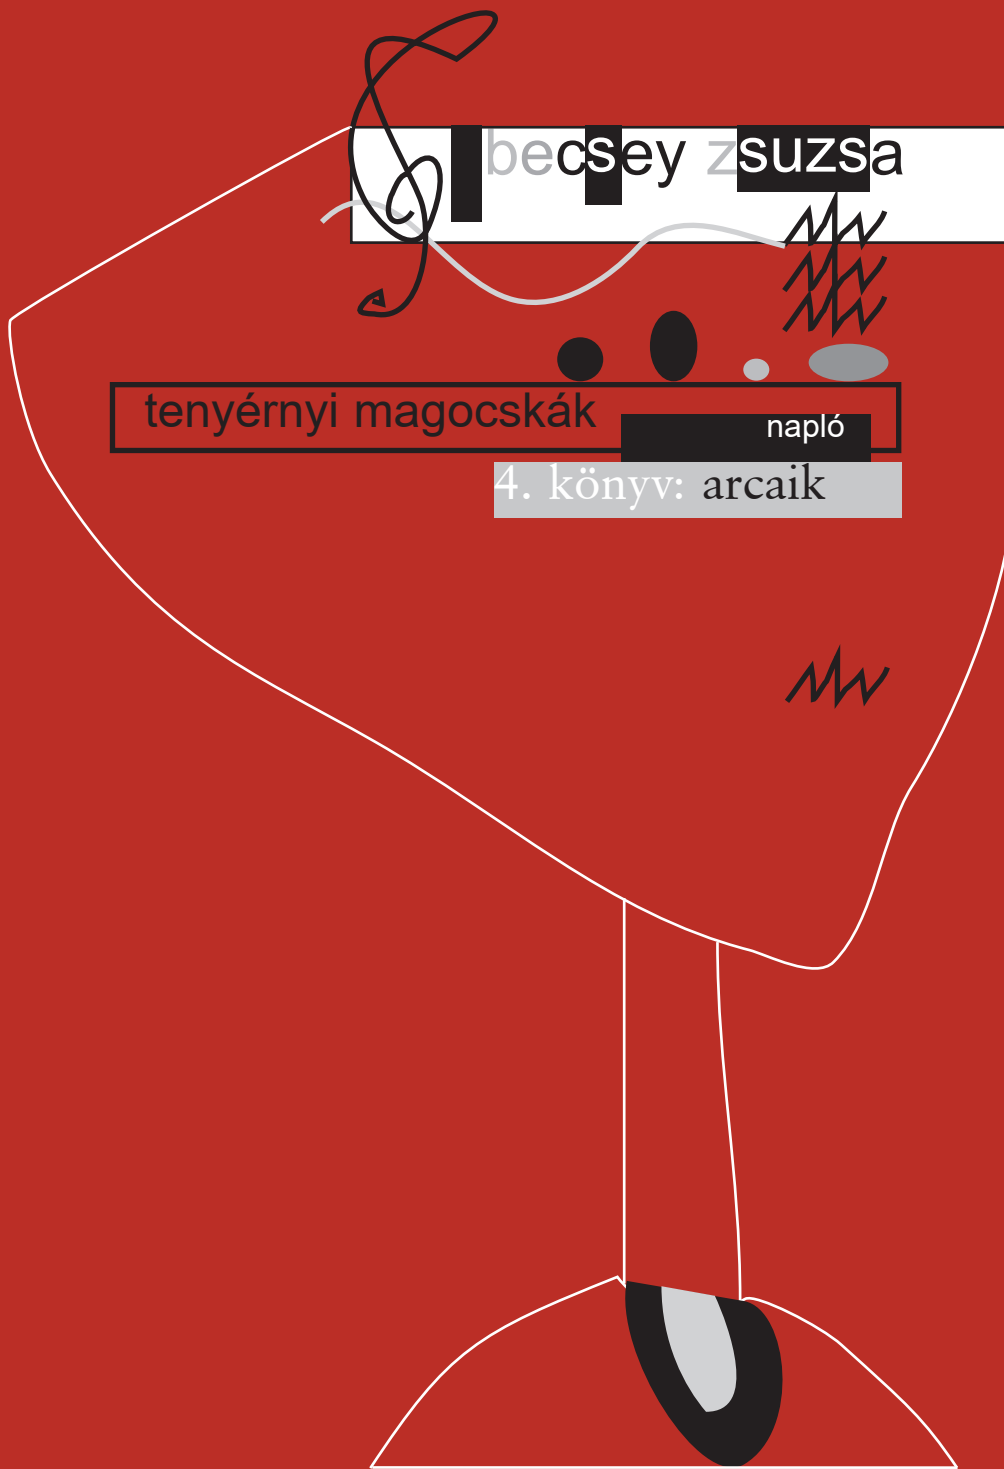 becsey zsuzsa
tenyérnyi magocskák
napló
4. könyv: arcaik